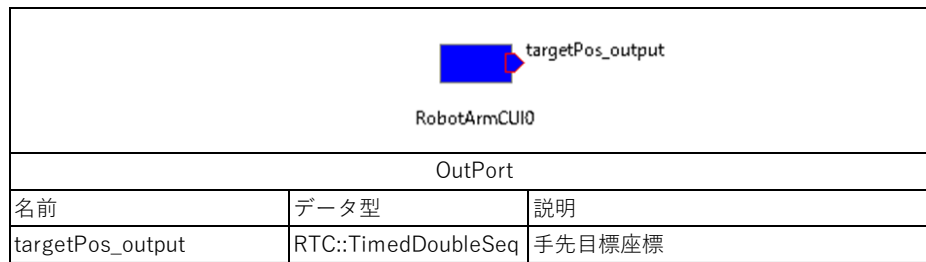 targetPos_output
RobotArmCUI0
OutPort
名前 データ型 説明
targetPos_output RTC::TimedDoubleSeq 手先目標座標